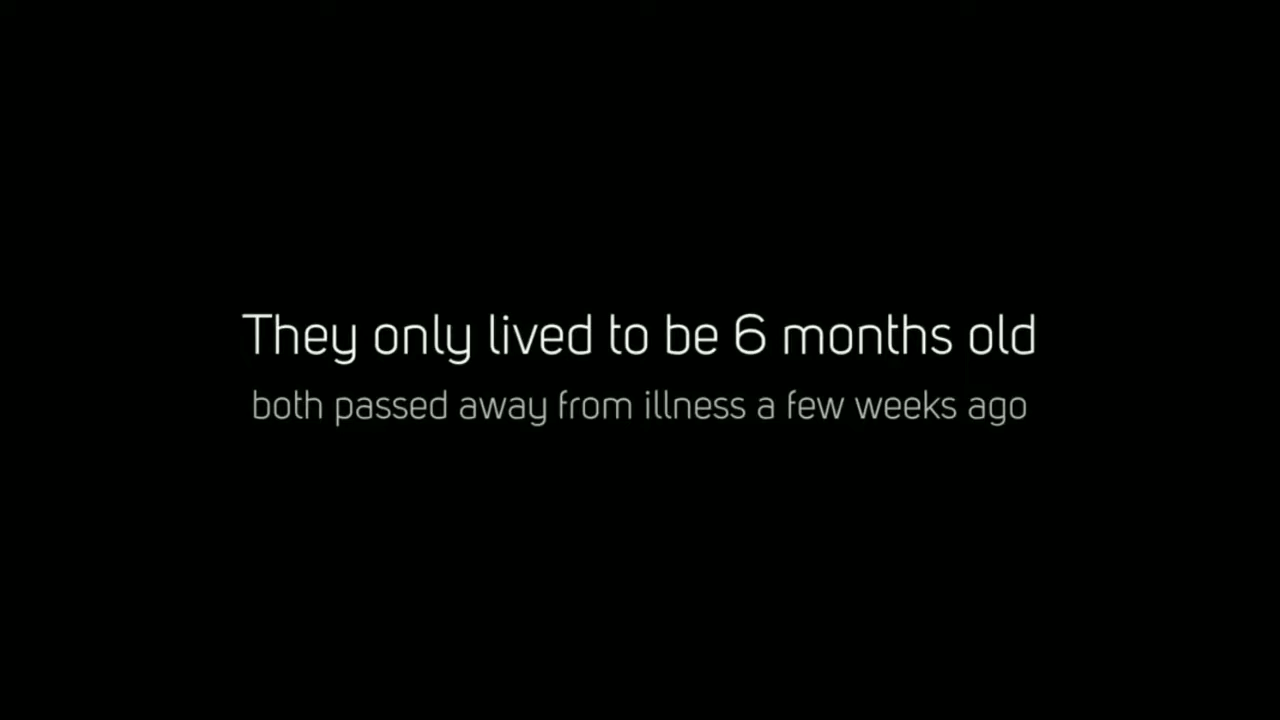 They only lived to be 6 months old
both passed away from illness a few weeks ago